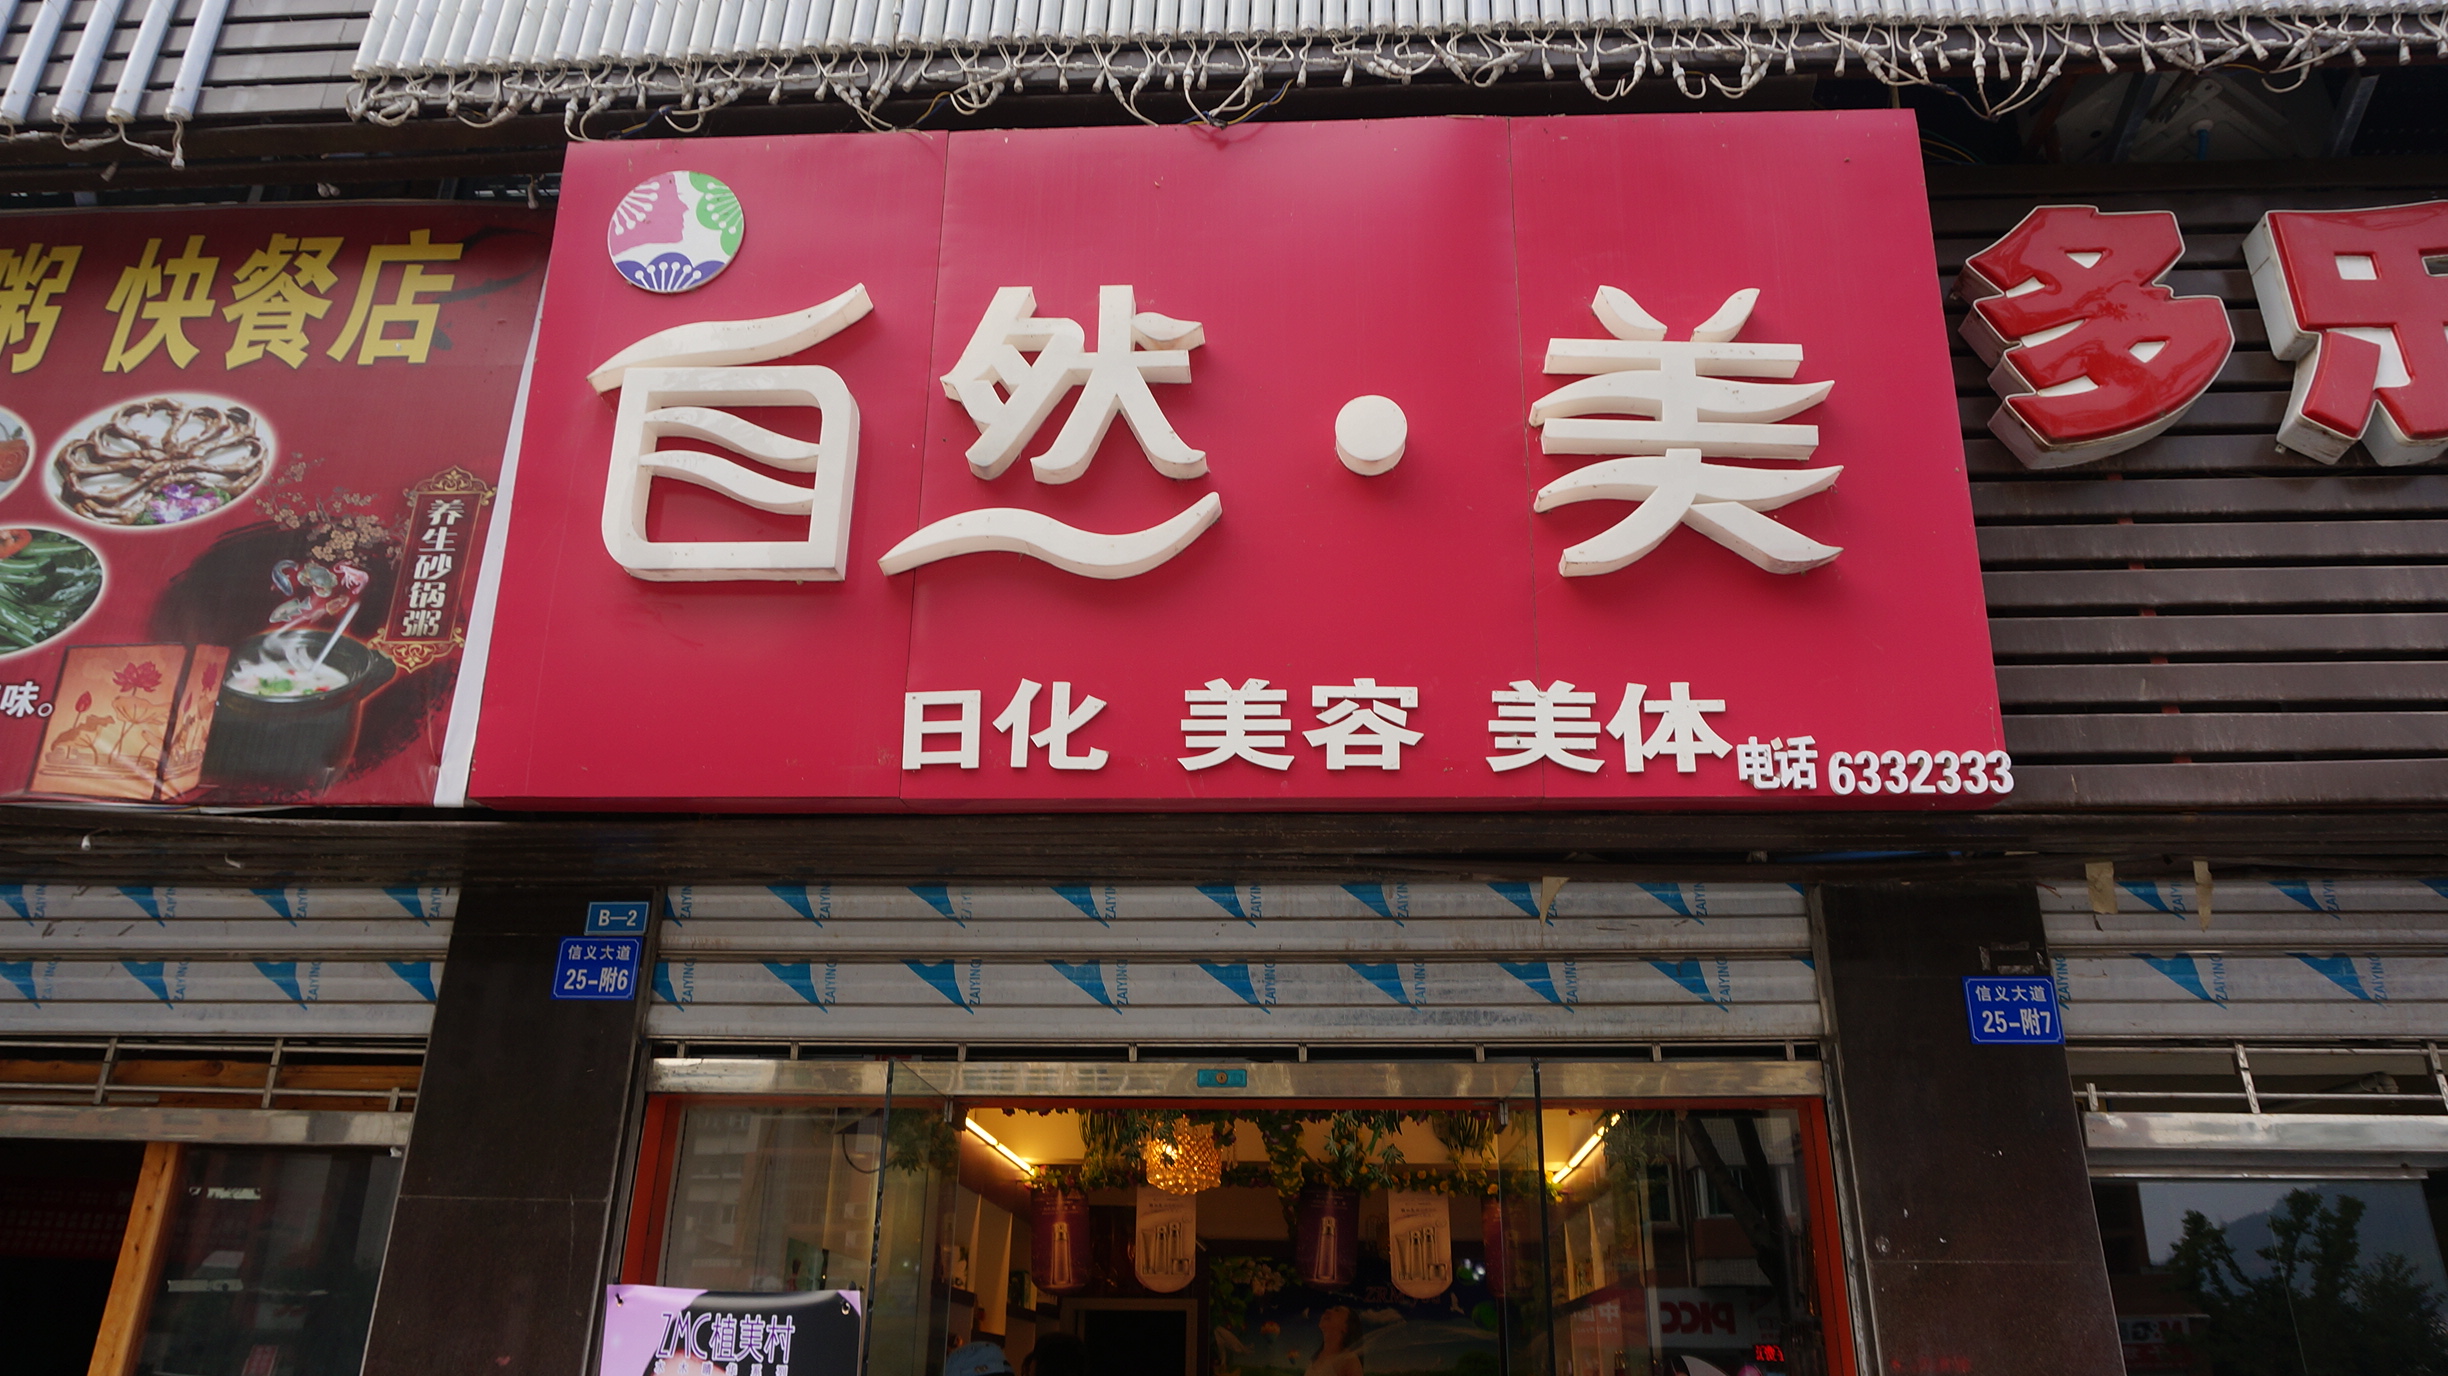 粥 快餐店
养生砂锅粥
味。
自然·美
日化 美容 美体 电话 6332333
多乐
B-2
信义大道
25-附6
信义大道
25-附7
ZMC植美村
PICC